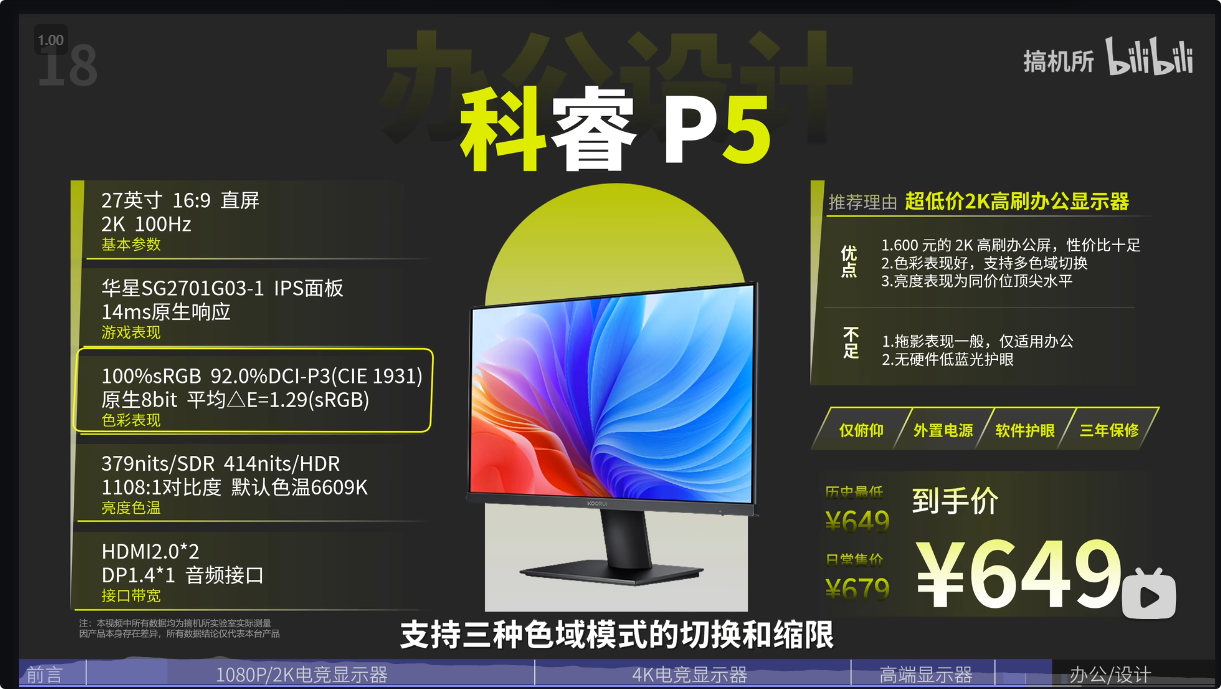 1.00
18
办公设计
搞机所 bilibili
科睿 P5
27英寸 16:9 直屏
2K 100Hz
基本参数
华星SG2701G03-1 IPS面板
14ms原生响应
游戏表现
100%sRGB 92.0%DCI-P3(CIE 1931)
原生8bit 平均△E=1.29(sRGB)
色彩表现
379nits/SDR 414nits/HDR
1108:1对比度 默认色温6609K
亮度色温
HDMI2.0*2
DP1.4*1 音频接口
接口带宽
注：本视频中所有数据均为搞机所实验室实际测量
因产品本身存在差异，所有数据结论仅代表本台产品
KOORUI
推荐理由 超低价2K高刷办公显示器
优点
1.600 元的 2K 高刷办公屏，性价比十足
2.色彩表现好，支持多色域切换
3.亮度表现为同价位顶尖水平
不足
1.拖影表现一般，仅适用办公
2.无硬件低蓝光护眼
仅俯仰 外置电源 软件护眼 三年保修
历史最低
¥649
日常售价
¥679
到手价
¥649
支持三种色域模式的切换和缩限
前言 1080P/2K电竞显示器 4K电竞显示器 高端显示器 办公/设计